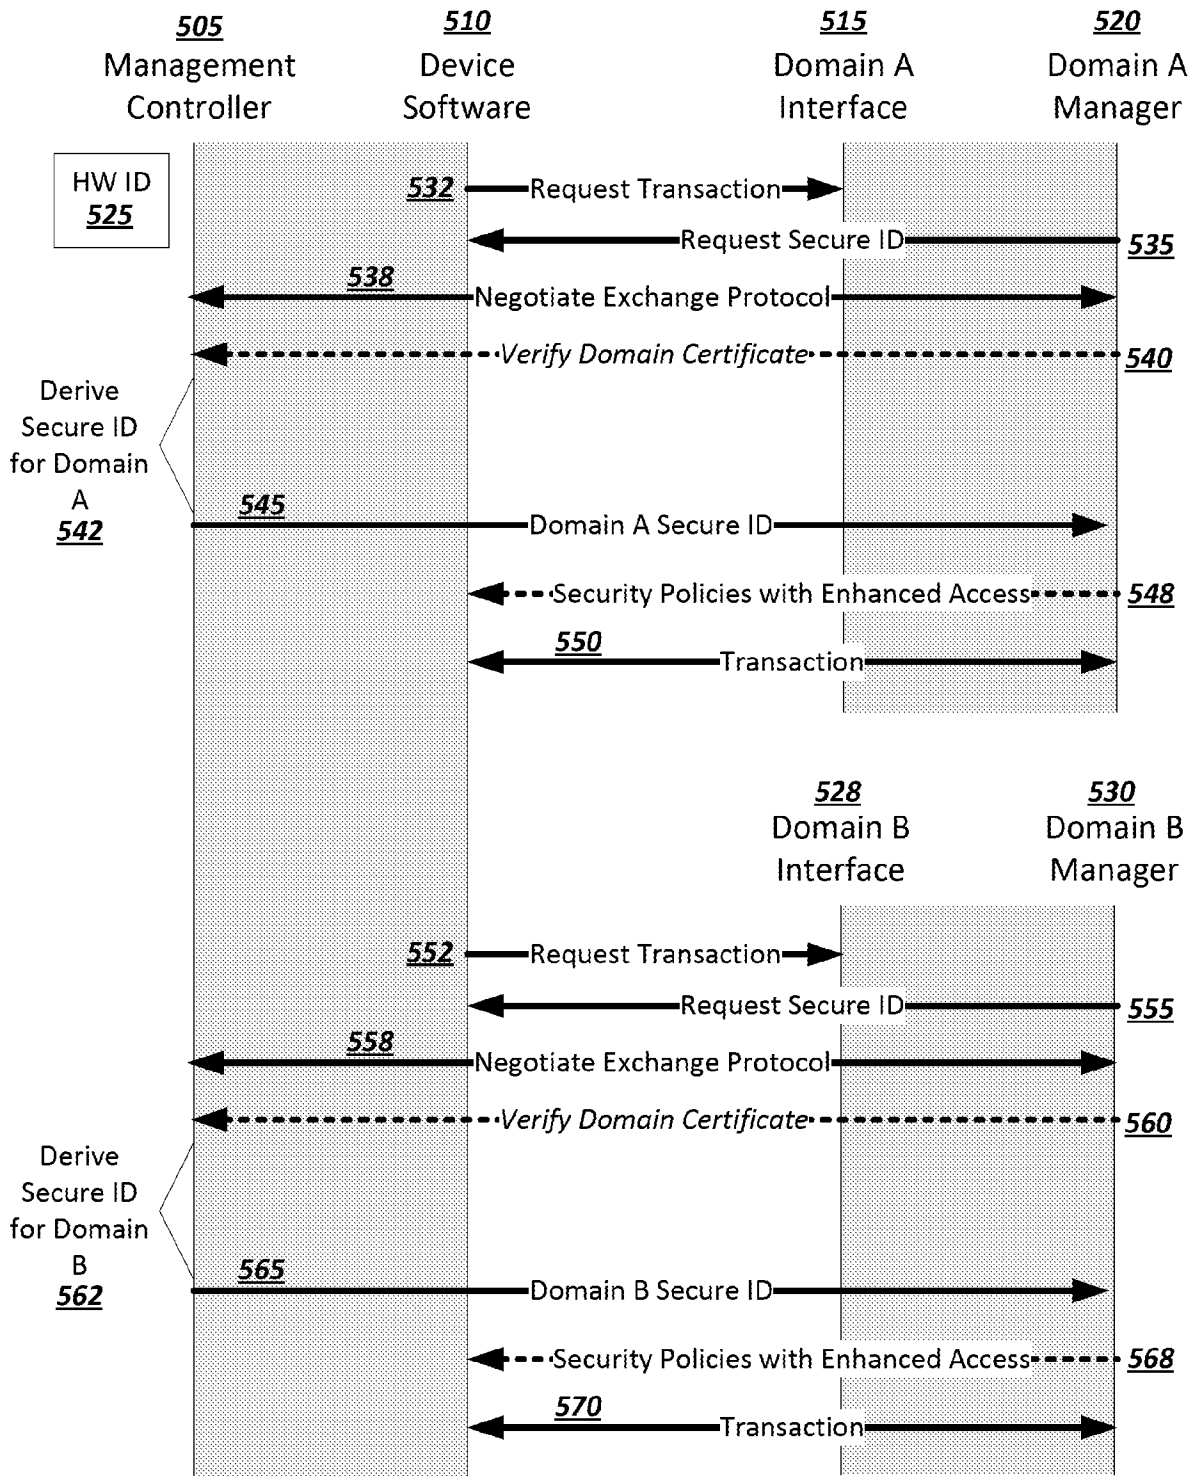 505
Management
Controller
510
Device
Software
515
Domain A
Interface
520
Domain A
Manager
HW ID
525
532
Request Transaction
Request Secure ID
535
538
Negotiate Exchange Protocol
Verify Domain Certificate
540
Derive
Secure ID
for Domain
A
542
545
Domain A Secure ID
Security Policies with Enhanced Access
548
550
Transaction
528
Domain B
Interface
530
Domain B
Manager
552
Request Transaction
Request Secure ID
555
558
Negotiate Exchange Protocol
Verify Domain Certificate
560
Derive
Secure ID
for Domain
B
562
565
Domain B Secure ID
Security Policies with Enhanced Access
568
570
Transaction